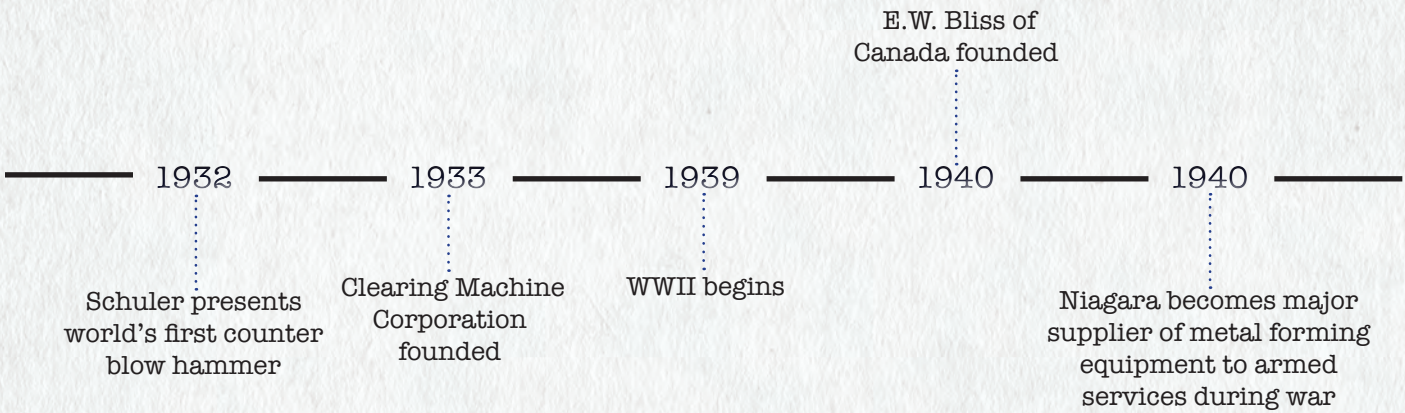 E.W. Bliss of
Canada founded
1932
1933
1939
1940
1940
Schuler presents
world's first counter
blow hammer
Clearing Machine
Corporation
founded
WWII begins
Niagara becomes major
supplier of metal forming
equipment to armed
services during war